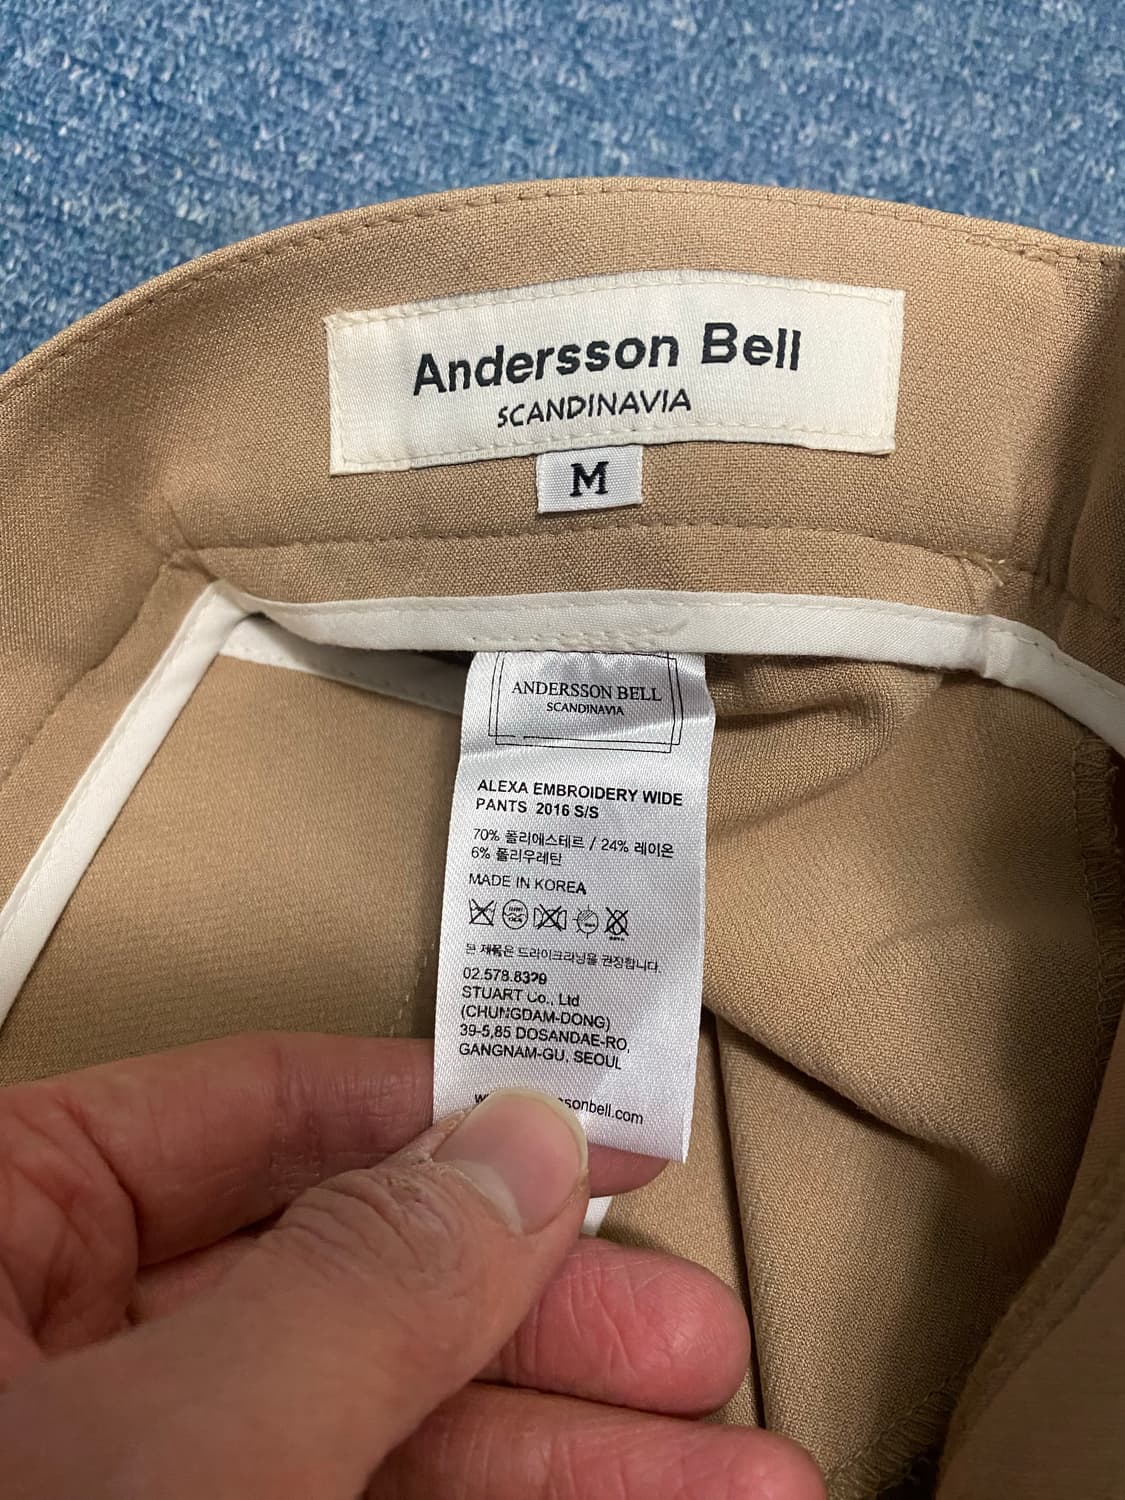 Andersson Bell
SCANDINAVIA
M
ANDERSSON BELL
SCANDINAVIA
ALEXA EMBROIDERY WIDE
PANTS 2016 S/S
70% 폴리에스테르 / 24% 레이온
6% 폴리우레탄
MADE IN KOREA
본 제품은 드라이크리닝을 권장합니다.
02.578.8329
STUART Co., Ltd
(CHUNGDAM-DONG)
39-5,85 DOSANDAE-RO,
GANGNAM-GU, SEOUL
sonbell.com